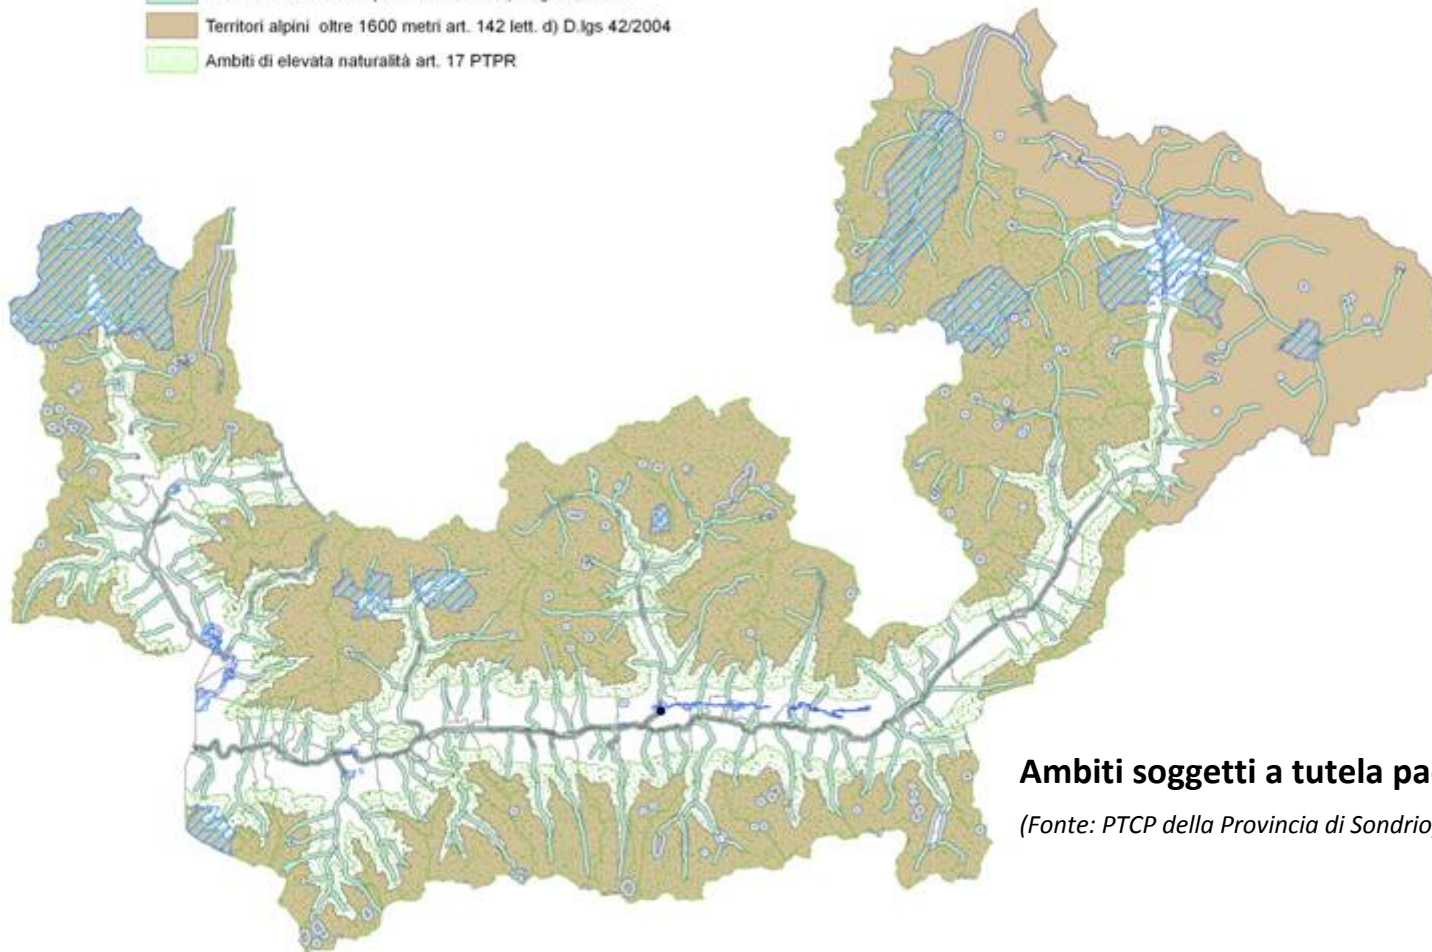 Territori alpini oltre 1600 metri art. 142 lett. d) D.lgs 42/2004
Ambiti di elevata naturalità art. 17 PTPR
Ambiti soggetti a tutela pa
(Fonte: PTCP della Provincia di Sondrio